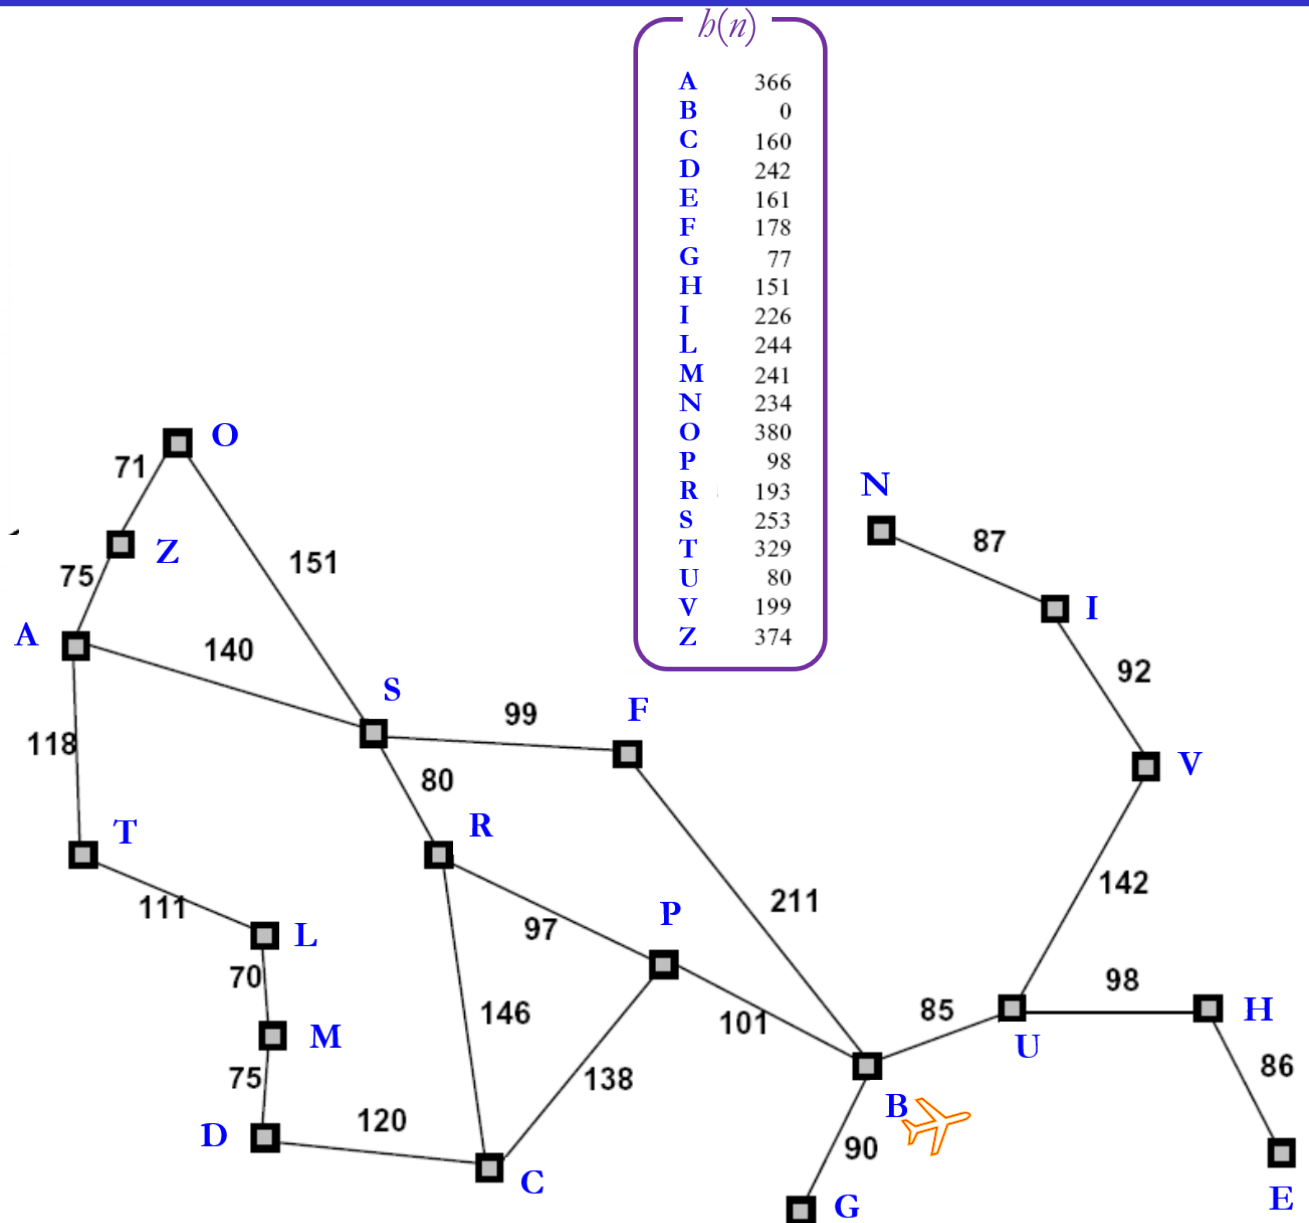 h(n)
A 366
B 0
C 160
D 242
E 161
F 178
G 77
H 151
I 226
L 244
M 241
N 234
O 380
P 98
R 193
S 253
T 329
U 80
V 199
Z 374
O
71
N
87
Z
151
75
I
A
140
92
S
99
F
118
V
80
T
R
142
111
211
P
97
L
70
98
146
101
85
H
M
U
75
138
86
B
120
D
90
C
E
G